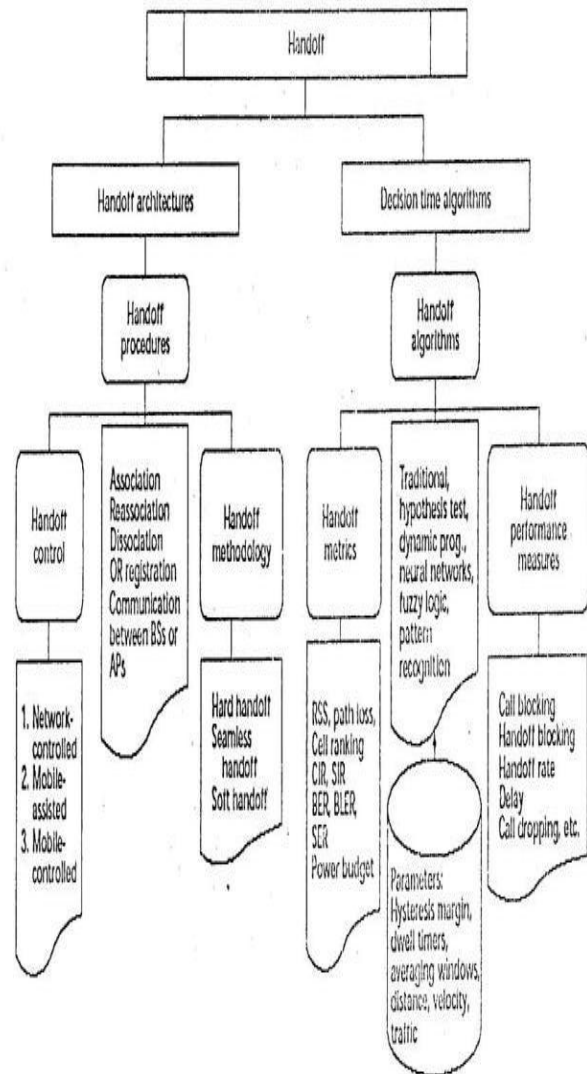 Handoff
Handoff architectures
Decision time algorithms
Handoff
procedures
Handoff
algorithms
Handoff
control
Association
Reassociation
Dissociation
OR registration
Communication
between BSs or
APs
Handoff
methodology
Handoff
metrics
Traditional,
hypothesis test,
dynamic prog.,
neural networks,
fuzzy logic,
pattern
recognition
Handoff
performance
measures
1. Network-
controlled
2. Mobile-
assisted
3. Mobile-
controlled
Hard handoff
Seamless
handoff
Soft handoff
RSS, path loss,
Cell ranking
CIR, SIR
BER, BLER,
SER
Power budget
Parameters:
Hysteresis margin,
dwell timers,
averaging windows,
distance, velocity,
traffic
Call blocking
Handoff blocking
Handoff rate
Delay
Call dropping, etc.